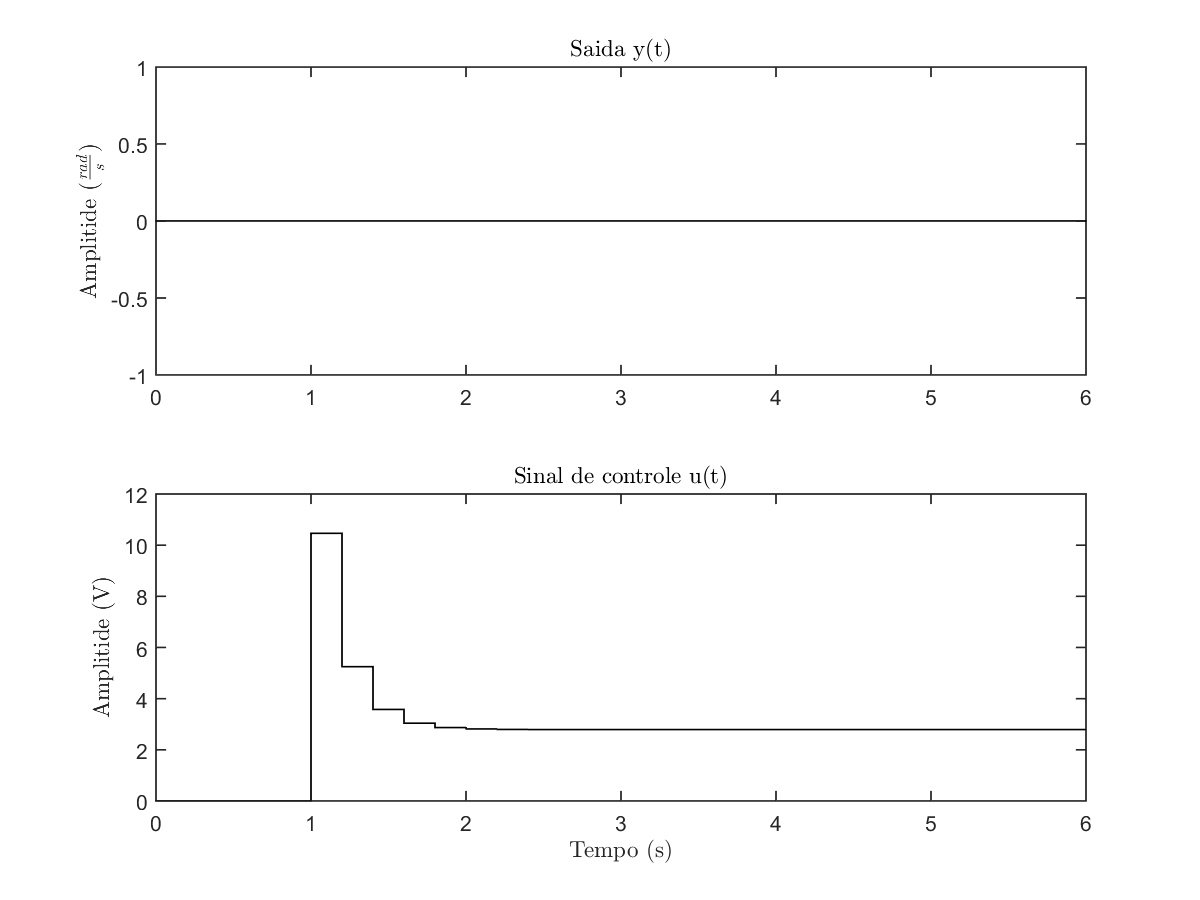 Saida y(t)
1
0.5
0
-0.5
-1
Amplitide (rad/s)
0 1 2 3 4 5 6
Sinal de controle u(t)
12
10
8
6
4
2
0
Amplitide (V)
0 1 2 3 4 5 6
Tempo (s)